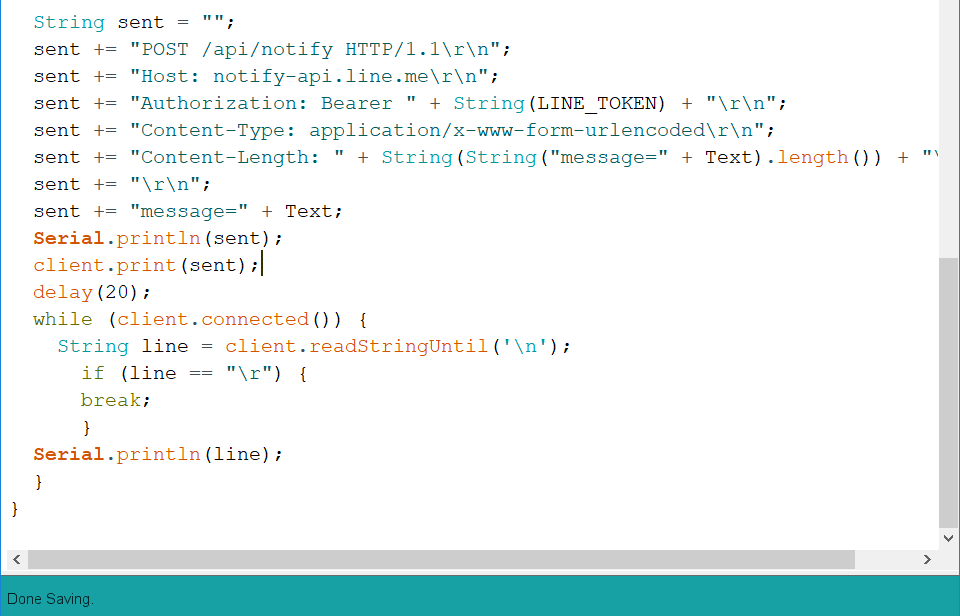 String sent = "";
sent += "POST /api/notify HTTP/1.1\r\n";
sent += "Host: notify-api.line.me\r\n";
sent += "Authorization: Bearer " + String(LINE_TOKEN) + "\r\n";
sent += "Content-Type: application/x-www-form-urlencoded\r\n";
sent += "Content-Length: " + String(String("message=" + Text).length()) + "\
sent += "\r\n";
sent += "message=" + Text;
Serial.println(sent);
client.print(sent);
delay(20);
while (client.connected()) {
String line = client.readStringUntil('\n');
if (line == "\r") {
break;
}
Serial.println(line);
}
}
Done Saving.